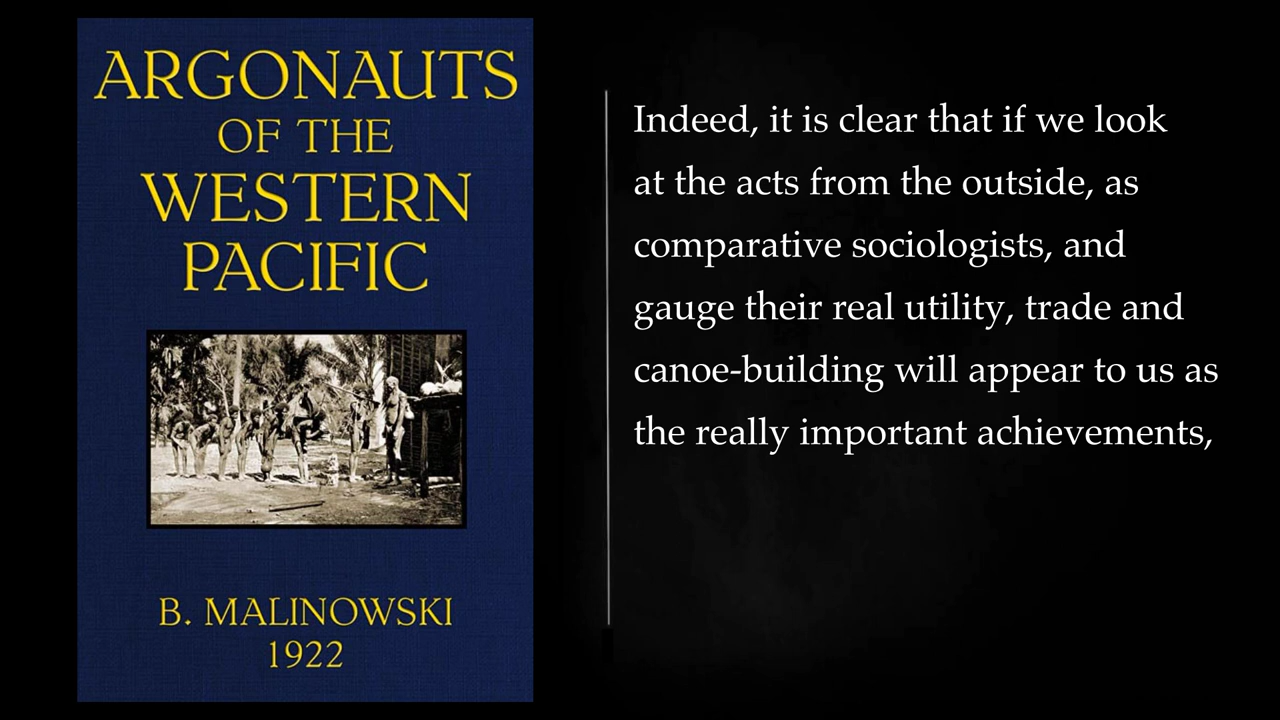 ARGONAUTS
OF THE
WESTERN
PACIFIC
B. MALINOWSKI
1922
Indeed, it is clear that if we look
at the acts from the outside, as
comparative sociologists, and
gauge their real utility, trade and
canoe-building will appear to us as
the really important achievements,